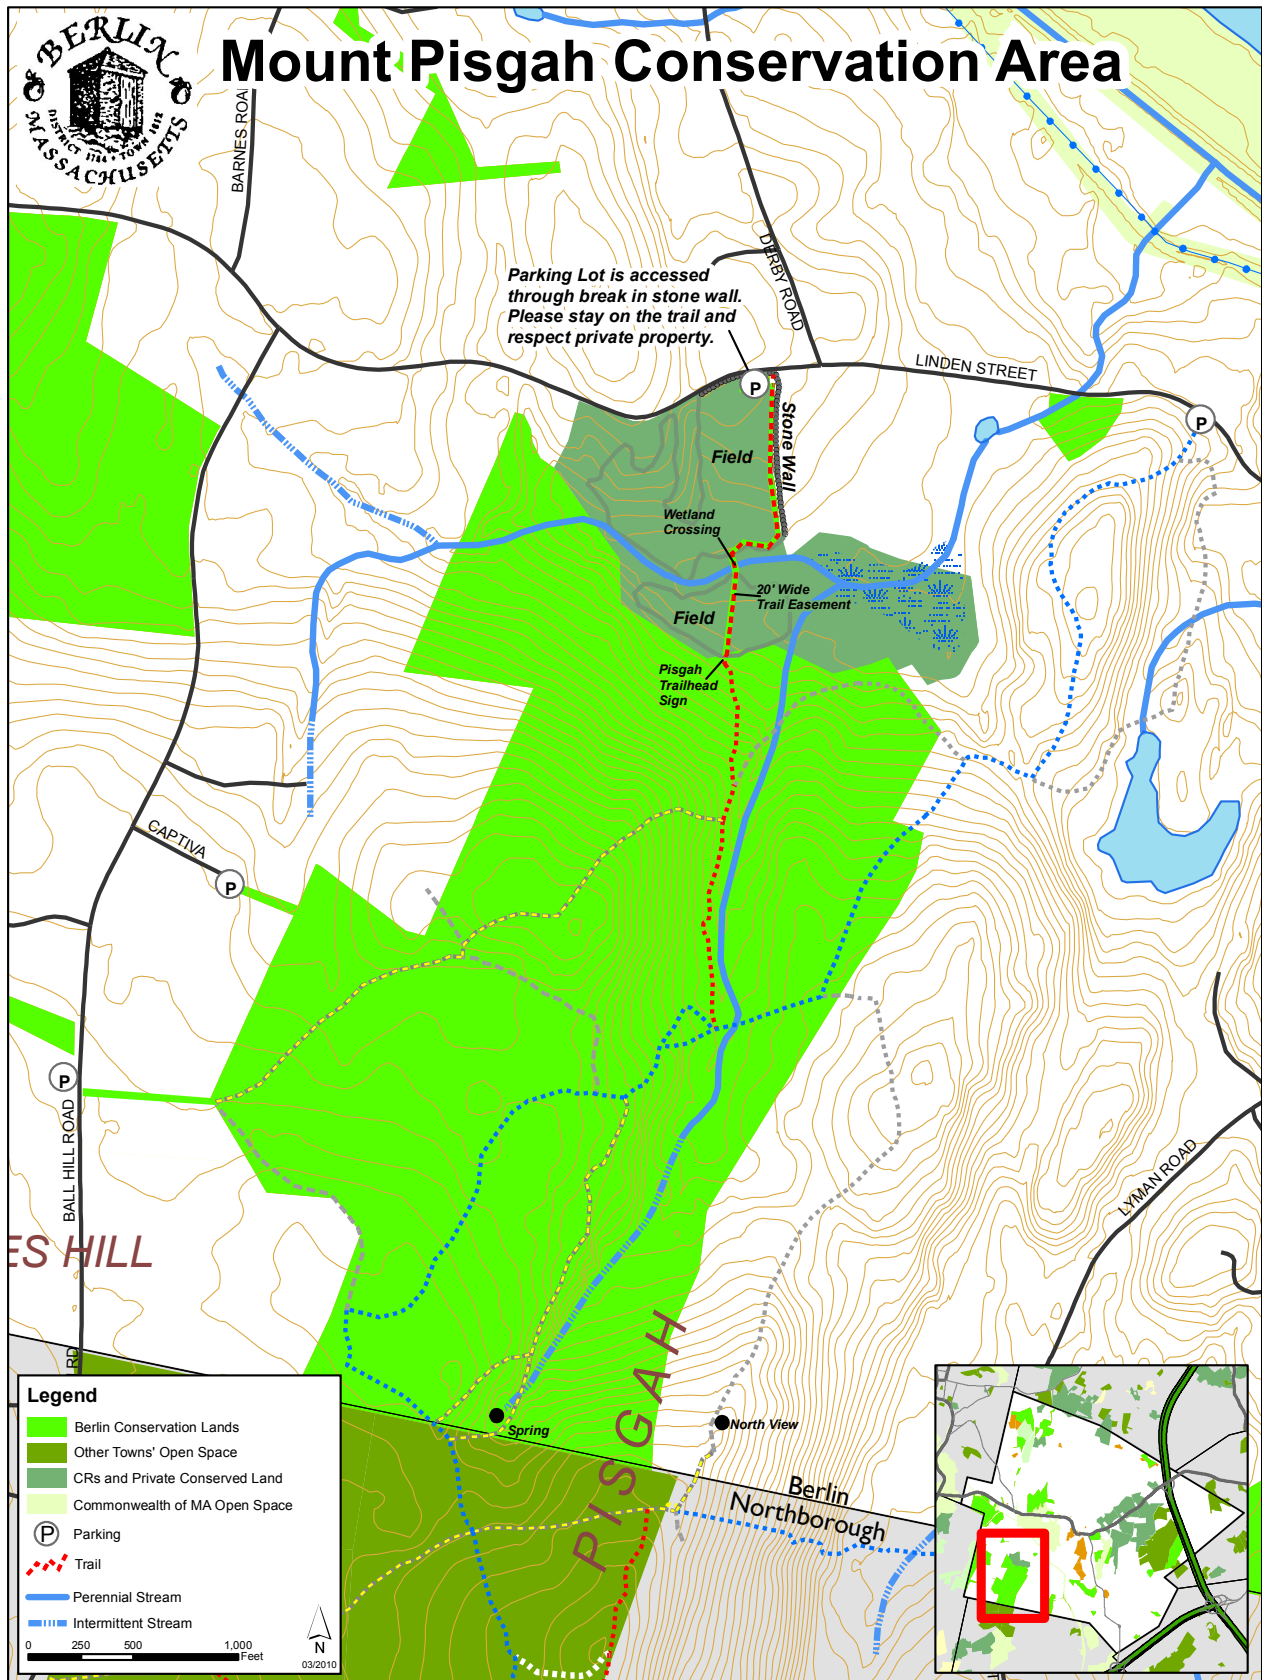 BERLIN
MASSACHUSETTS
DISTRICT 1784 • TOWN 1812
Mount Pisgah Conservation Area
BARNES ROAD
DERBY ROAD
Parking Lot is accessed
through break in stone wall.
Please stay on the trail and
respect private property.
LINDEN STREET
P
P
Stone Wall
Field
Wetland
Crossing
20' Wide
Trail Easement
Field
Pisgah
Trailhead
Sign
CAPTIVA
P
P
BALL HILL ROAD
LYMAN ROAD
ES HILL
PISGAH
RD
Spring
North View
Berlin
Northborough
Legend
Berlin Conservation Lands
Other Towns' Open Space
CRs and Private Conserved Land
Commonwealth of MA Open Space
P Parking
Trail
Perennial Stream
Intermittent Stream
0 250 500 1,000
Feet
N
03/2010